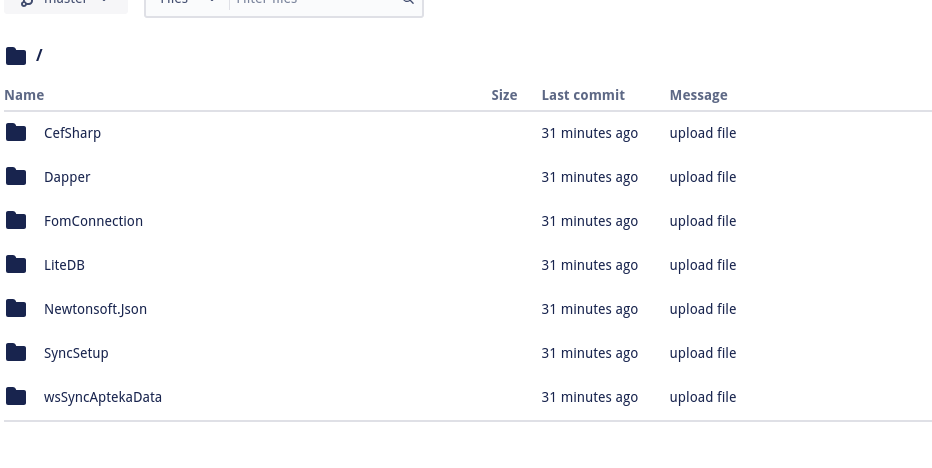 master Files Filter files
/
Name Size Last commit Message
CefSharp 31 minutes ago upload file
Dapper 31 minutes ago upload file
FomConnection 31 minutes ago upload file
LiteDB 31 minutes ago upload file
Newtonsoft.Json 31 minutes ago upload file
SyncSetup 31 minutes ago upload file
wsSyncAptekaData 31 minutes ago upload file